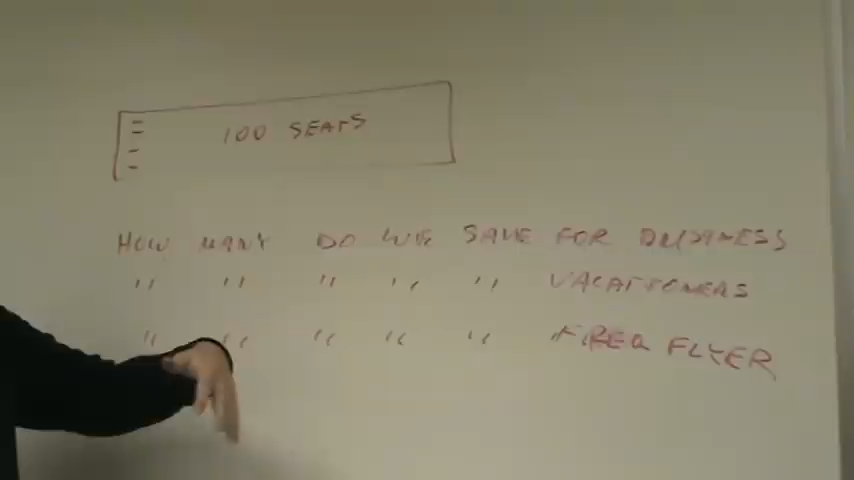 100 SEATS
HOW MANY DO WE SAVE FOR BUSINESS
" " " " " VACATIONERS
" " " " " FREQ FLYER